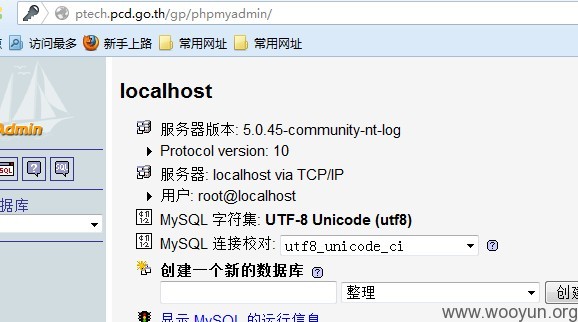 ptech.pcd.go.th/gp/phpmyadmin/
访问最多 新手上路 常用网址 常用网址
localhost
服务器版本: 5.0.45-community-nt-log
Admin
Protocol version: 10
服务器: localhost via TCP/IP
用户: root@localhost
据库
MySQL 字符集: UTF-8 Unicode (utf8)
MySQL 连接校对: utf8_unicode_ci
创建一个新的数据库
整理 创建
显示 MySQL 的运行信息
www.wooyun.org